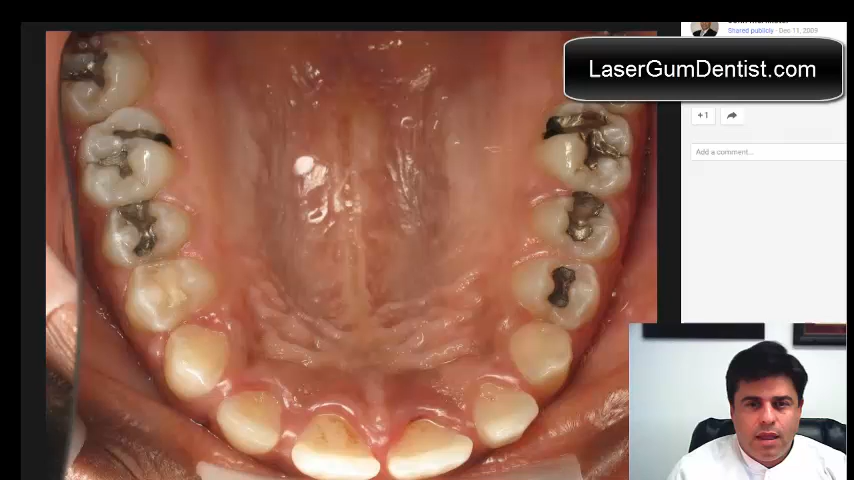 Shared publicly - Dec 11, 2009
LaserGumDentist.com
+1
Add a comment...